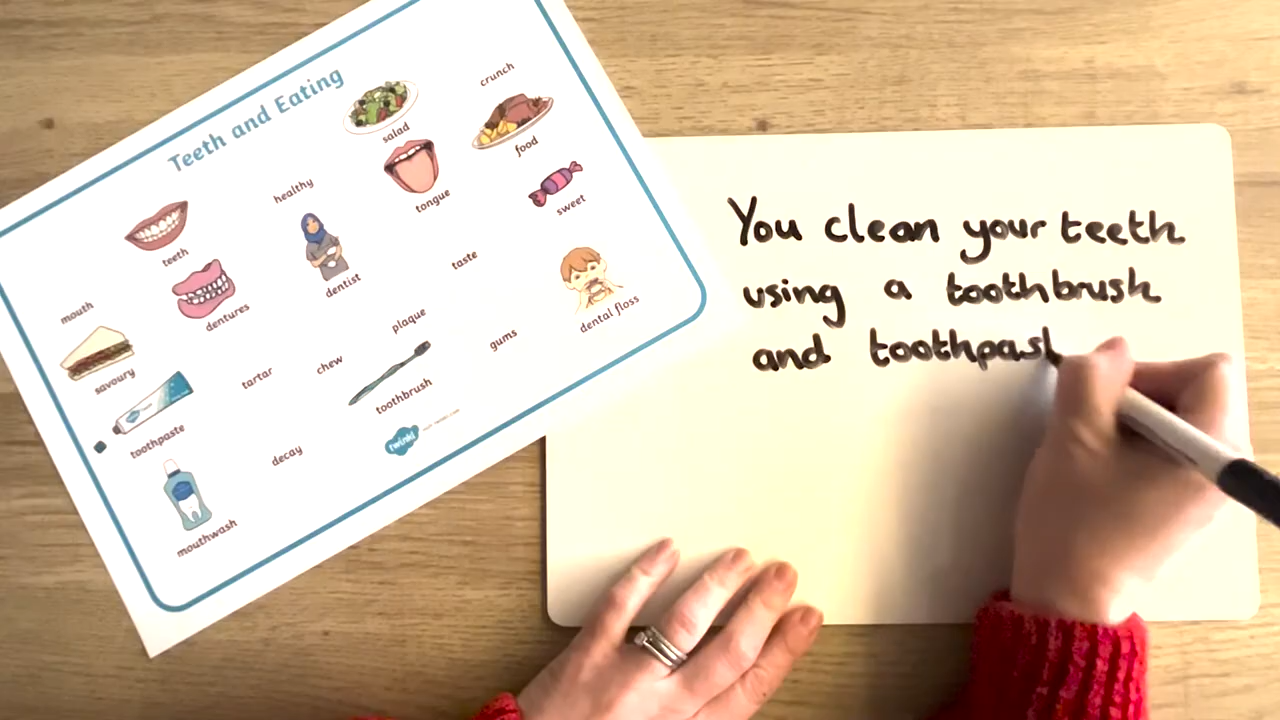 Teeth and Eating
crunch
salad
food
healthy
tongue
sweet
teeth
dentist
taste
mouth
dentures
dental floss
plaque
savoury
chew
gums
tartar
toothbrush
toothpaste
decay
twinkl
mouthwash
You clean your teeth
using a toothbrush
and toothpast